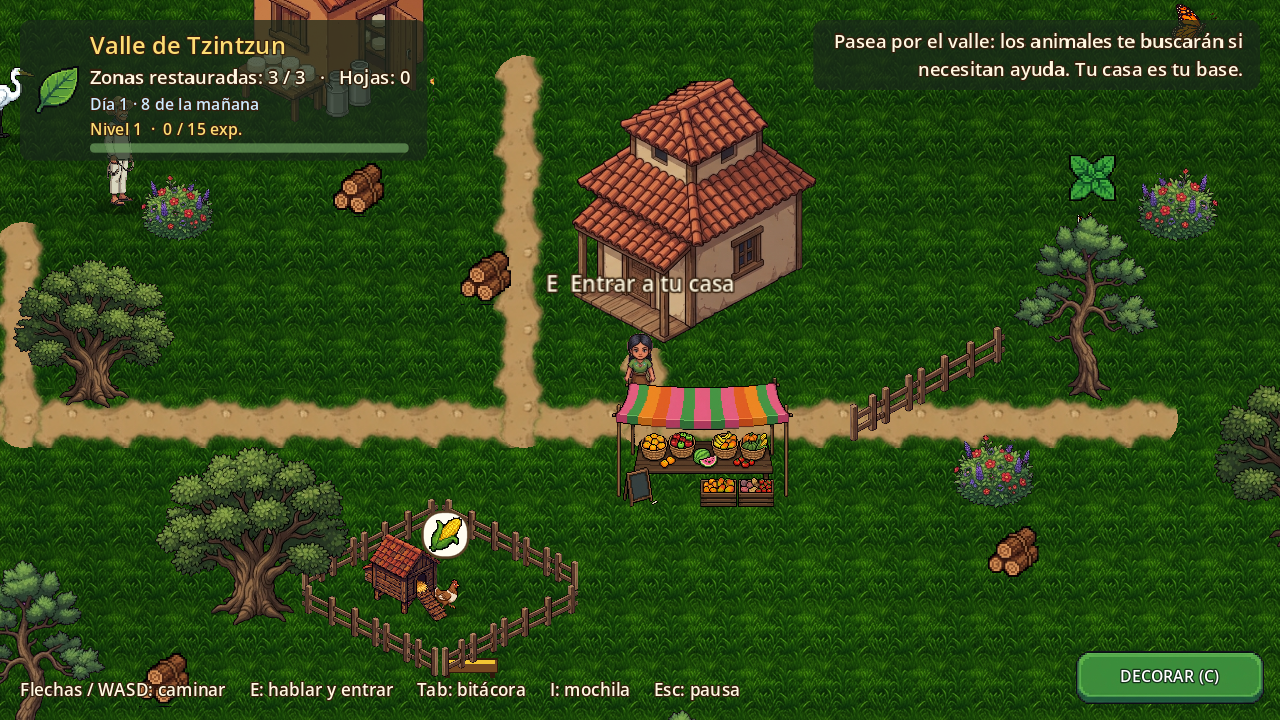 Valle de Tzintzun
Zonas restauradas: 3 / 3 · Hojas: 0
Día 1 · 8 de la mañana
Nivel 1 · 0 / 15 exp.
Pasea por el valle: los animales te buscarán si
necesitan ayuda. Tu casa es tu base.
E Entrar a tu casa
Flechas / WASD: caminar E: hablar y entrar Tab: bitácora I: mochila Esc: pausa
DECORAR (C)